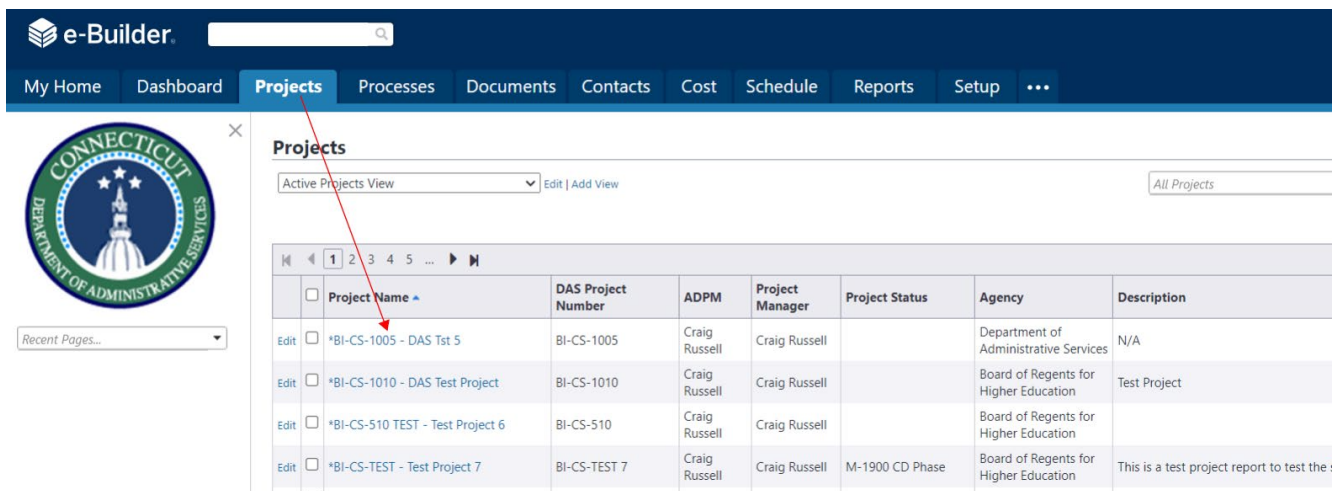 e-Builder.
My Home Dashboard Projects Processes Documents Contacts Cost Schedule Reports Setup •••
CONNECTICUT
DEPARTMENT OF ADMINISTRATIVE SERVICES
Recent Pages...
Projects
Active Projects View Edit | Add View All Projects
1 2 3 4 5 ...
Project Name DAS Project Number ADPM Project Manager Project Status Agency Description
Edit *BI-CS-1005 - DAS Tst 5 BI-CS-1005 Craig Russell Craig Russell Department of Administrative Services N/A
Edit *BI-CS-1010 - DAS Test Project BI-CS-1010 Craig Russell Craig Russell Board of Regents for Higher Education Test Project
Edit *BI-CS-510 TEST - Test Project 6 BI-CS-510 Craig Russell Craig Russell Board of Regents for Higher Education
Edit *BI-CS-TEST - Test Project 7 BI-CS-TEST 7 Craig Russell Craig Russell M-1900 CD Phase Board of Regents for Higher Education This is a test project report to test the